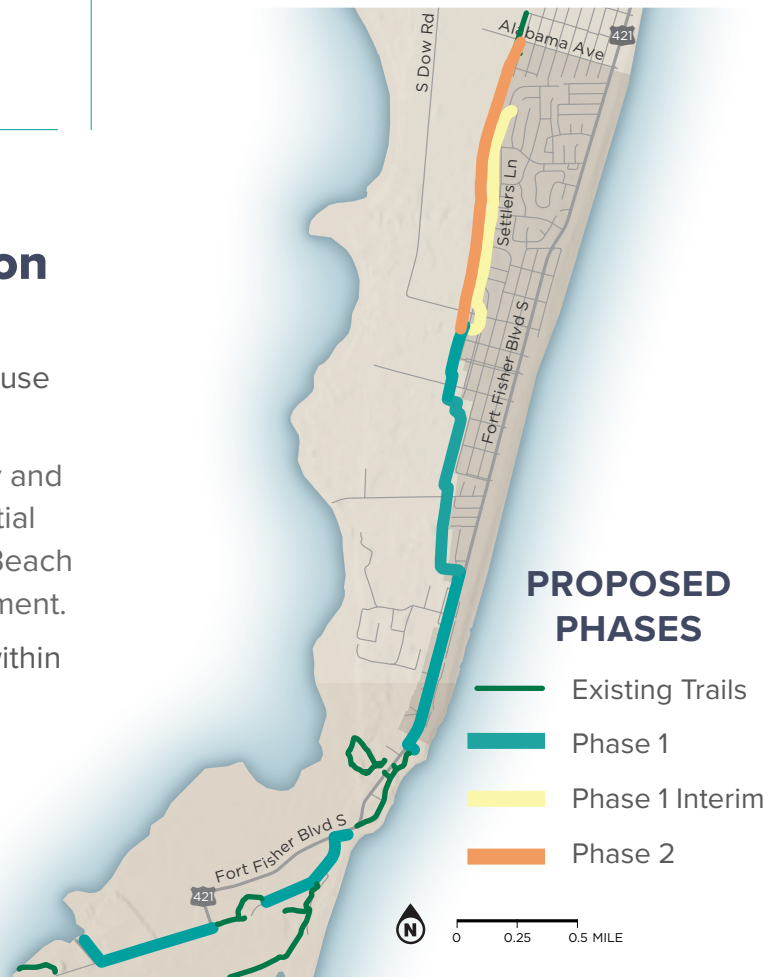 on
use
and
tial
Beach
ment.
ithin
S Dow Rd
Alabama Ave
421
Settlers Ln
Fort Fisher Blvd S
PROPOSED
PHASES
Existing Trails
Phase 1
Phase 1 Interim
Phase 2
Fort Fisher Blvd S
421
N
0 0.25 0.5 MILE